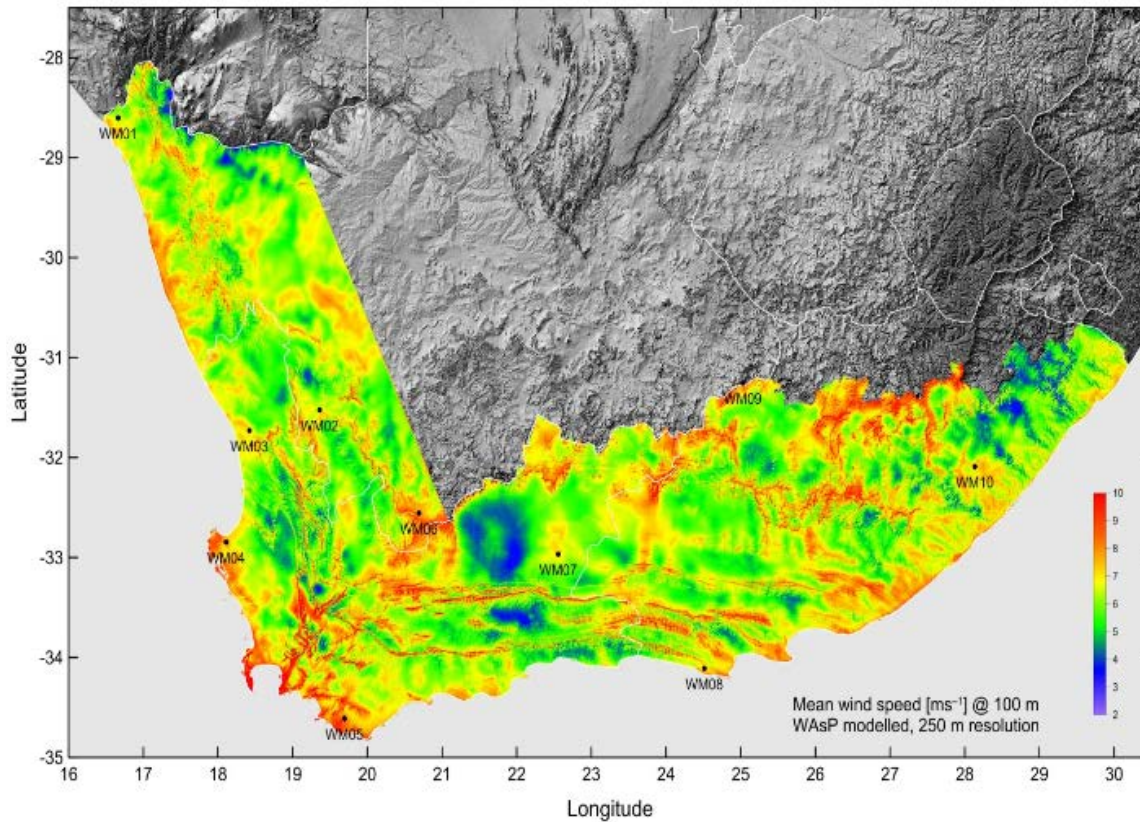 -28
-29
-30
-31
-32
-33
-34
-35
Latitude
16 17 18 19 20 21 22 23 24 25 26 27 28 29 30
Longitude
WM01
WM02
WM03
WM04
WM05
WM06
WM07
WM08
WM09
WM10
10
9
8
7
6
5
4
3
2
Mean wind speed [ms⁻¹] @ 100 m
WAsP modelled, 250 m resolution